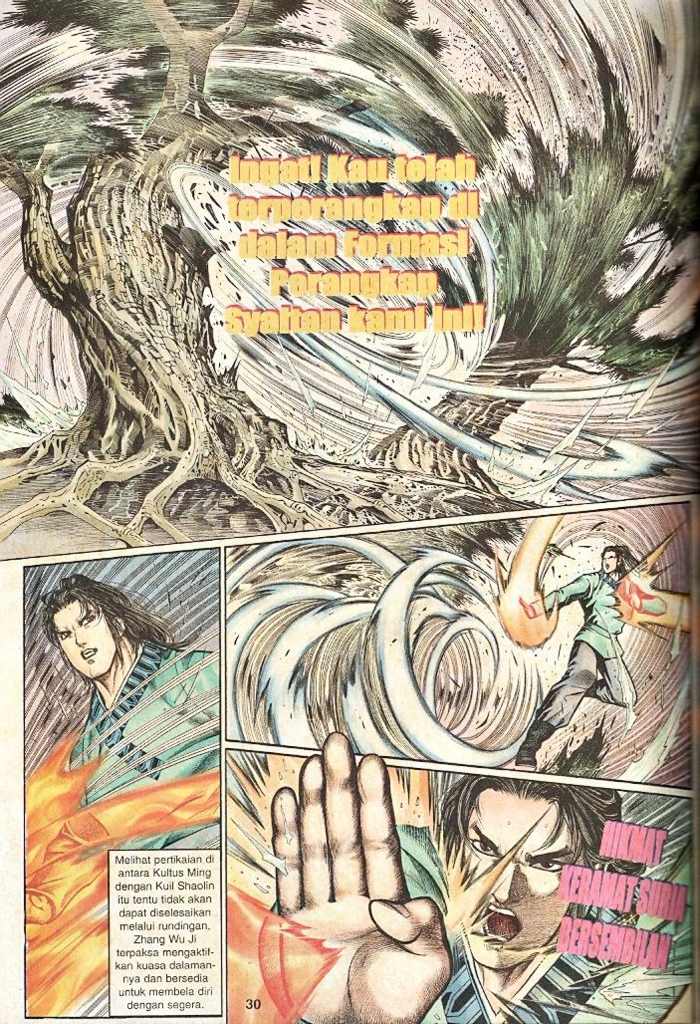 Ingat! Kau telah
terperangkap di
dalam Formasi
Perangkap
Syaitan kami ini!
Melihat pertikaian di
antara Kultus Ming
dengan Kuil Shaolin
itu tentu tidak akan
dapat diselesaikan
melalui rundingan,
Zhang Wu Ji
terpaksa mengaktif-
kan kuasa dalaman-
nya dan bersedia
untuk membela diri
dengan segera.
KERAMAT SURIA
BERSEMBILAN
30